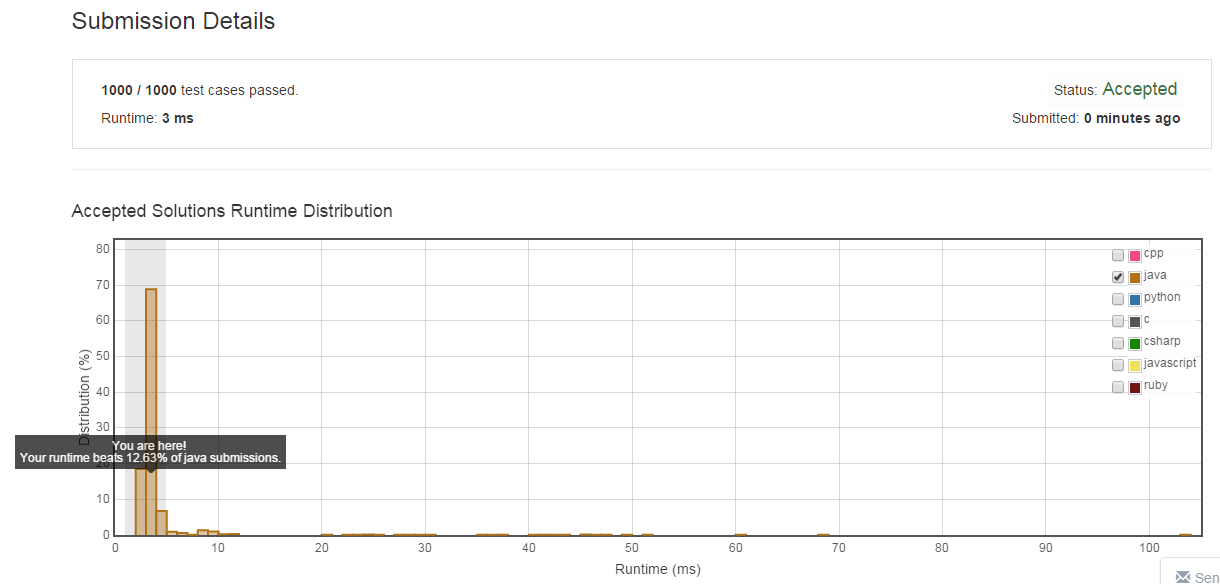 Submission Details
1000 / 1000 test cases passed.
Status: Accepted
Runtime: 3 ms
Submitted: 0 minutes ago
Accepted Solutions Runtime Distribution
80
70
60
50
40
30
20
10
0
Distribution (%)
You are here!
Your runtime beats 12.63% of java submissions.
cpp
java
python
c
csharp
javascript
ruby
0 10 20 30 40 50 60 70 80 90 100
Runtime (ms)